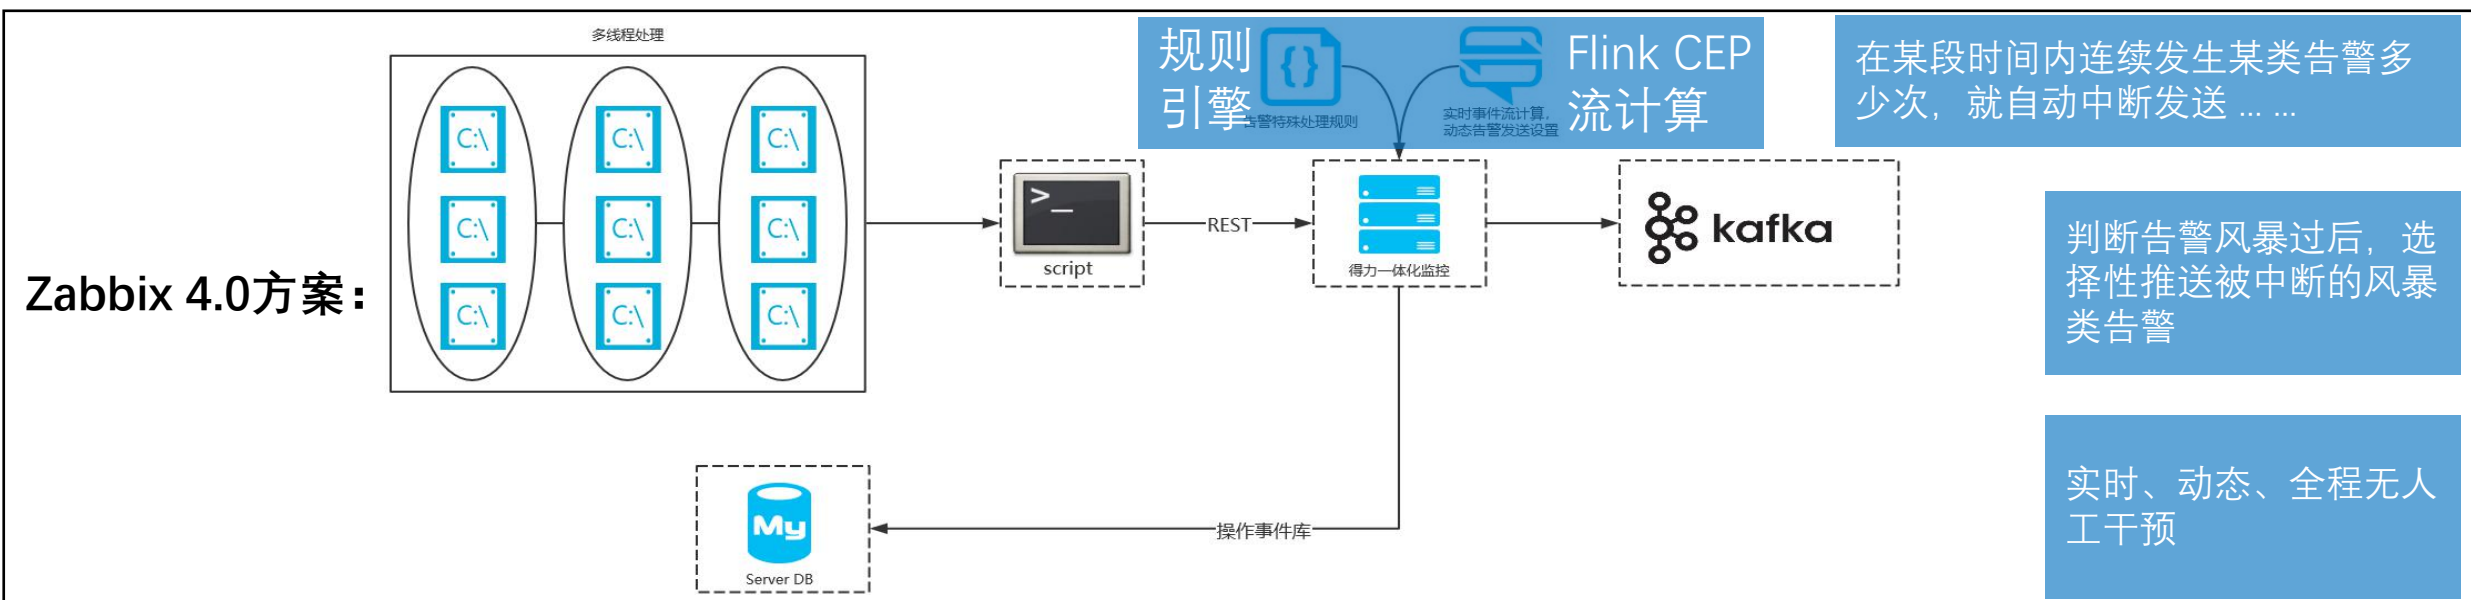 多线程处理
C:\ C:\ C:\
C:\ C:\ C:\
C:\ C:\ C:\
Zabbix 4.0方案：
>_
script
REST
规则
引擎
告警特殊处理规则
{}
实时事件流计算，
动态告警发送设置
Flink CEP
流计算
得力一体化监控
kafka
操作事件库
My
Server DB
在某段时间内连续发生某类告警多
少次，就自动中断发送 ... ...
判断告警风暴过后，选
择性推送被中断的风暴
类告警
实时、动态、全程无人
工干预